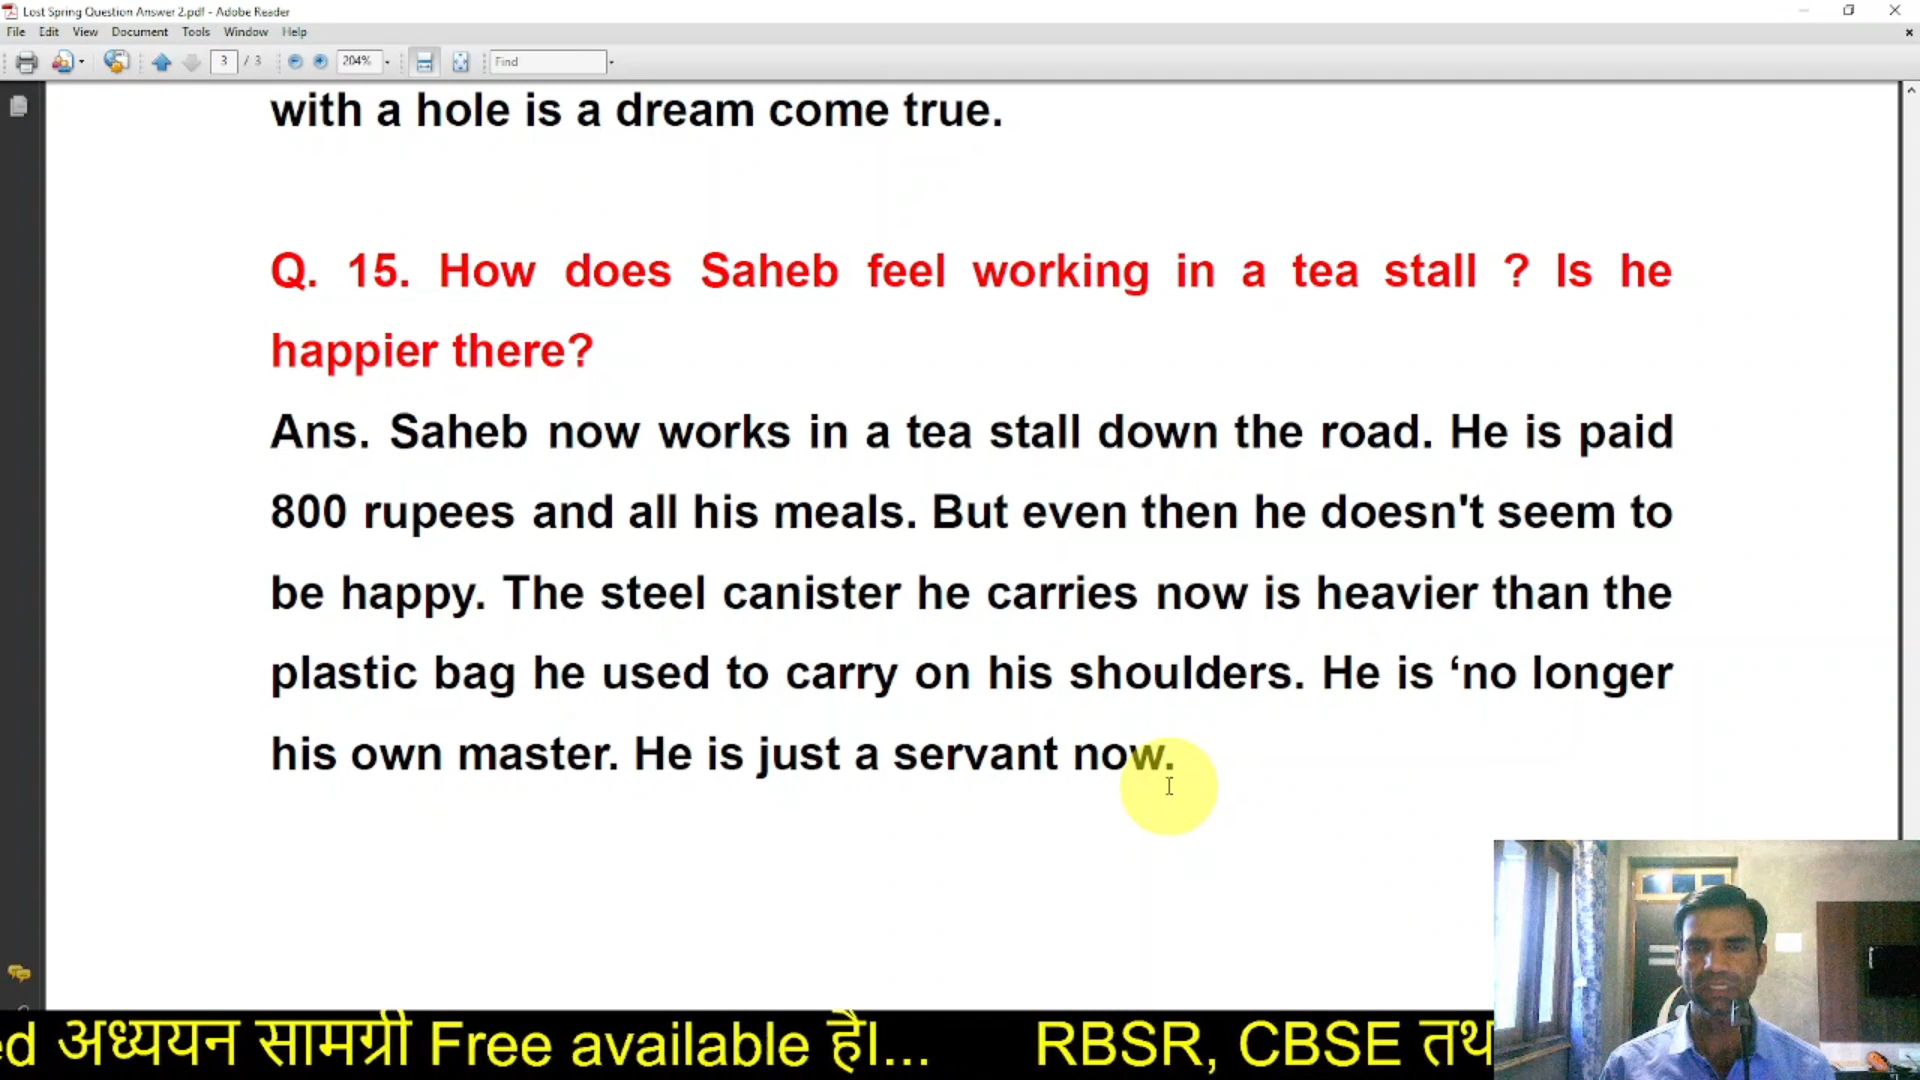 Lost Spring Question Answer 2.pdf - Adobe Reader
File Edit View Document Tools Window Help
3 / 3 204% Find
with a hole is a dream come true.
Q. 15. How does Saheb feel working in a tea stall ? Is he
happier there?
Ans. Saheb now works in a tea stall down the road. He is paid
800 rupees and all his meals. But even then he doesn't seem to
be happy. The steel canister he carries now is heavier than the
plastic bag he used to carry on his shoulders. He is ‘no longer
his own master. He is just a servant now.
ed अध्ययन सामग्री Free available है।... RBSR, CBSE तथ